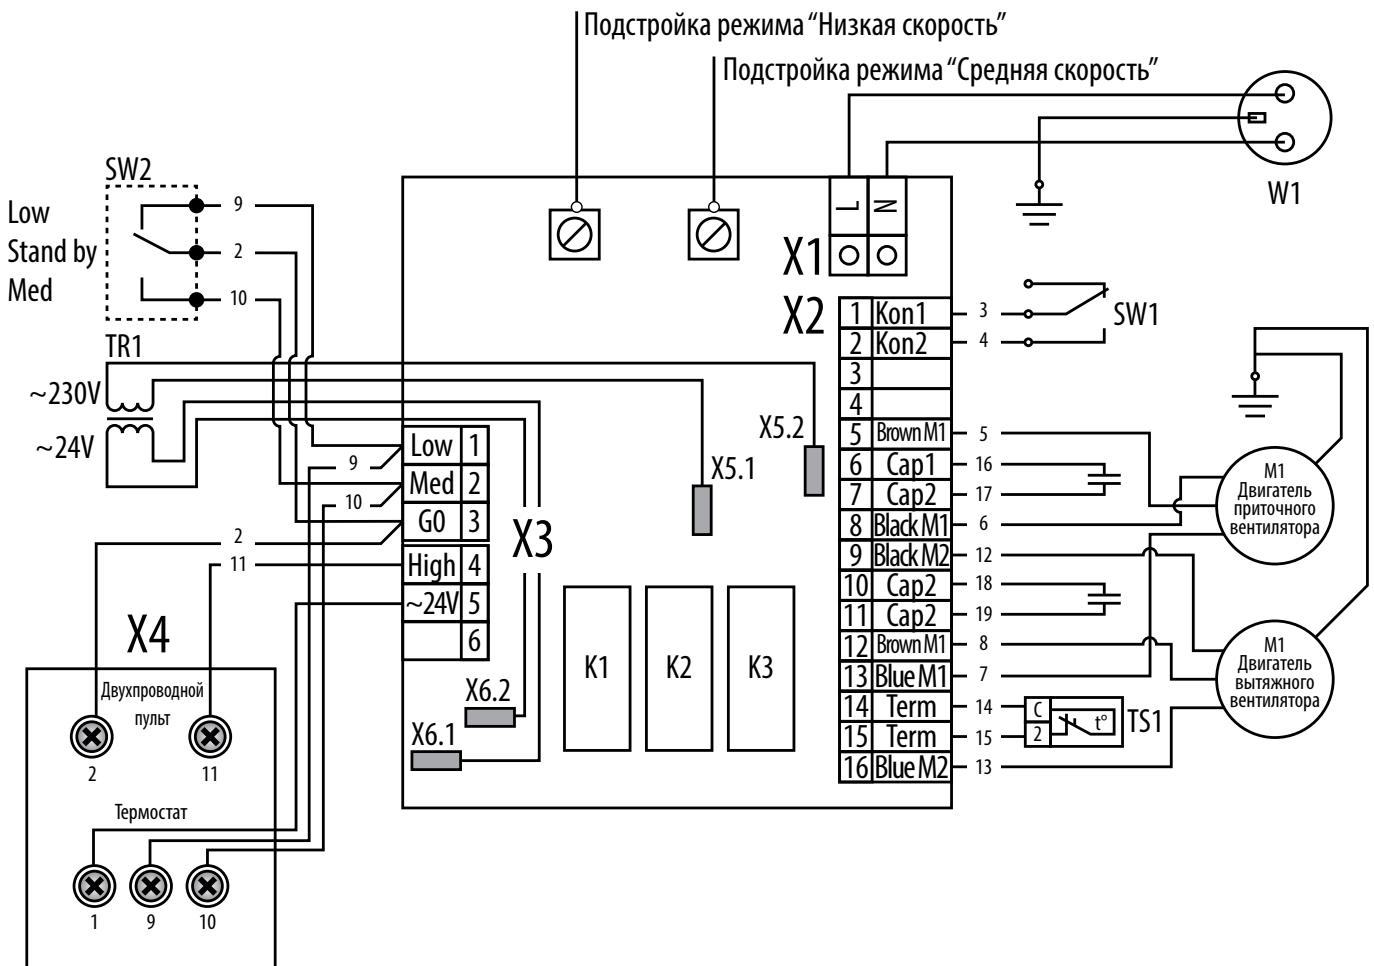 Подстройка режима “Низкая скорость”
Подстройка режима “Средняя скорость”
W1
SW2
Low
Stand by
Med
9
2
10
TR1
~230V
~24V
X1
L
N
X2
1 Kon1 3
2 Kon2 4
3
4
5 Brown M1 5
6 Cap1 16
7 Cap2 17
8 Black M1 6
9 Black M2 12
10 Cap2 18
11 Cap2 19
12 Brown M1 8
13 Blue M1 7
14 Term 14
15 Term 15
16 Blue M2 13
SW1
C
2
t°
TS1
M1
Двигатель
приточного
вентилятора
M1
Двигатель
вытяжного
вентилятора
X5.2
X5.1
X3
9
10
2
11
Low 1
Med 2
G0 3
High 4
~24V 5
6
X6.2
X6.1
K1
K2
K3
X4
Двухпроводной
пульт
2
11
Термостат
1
9
10